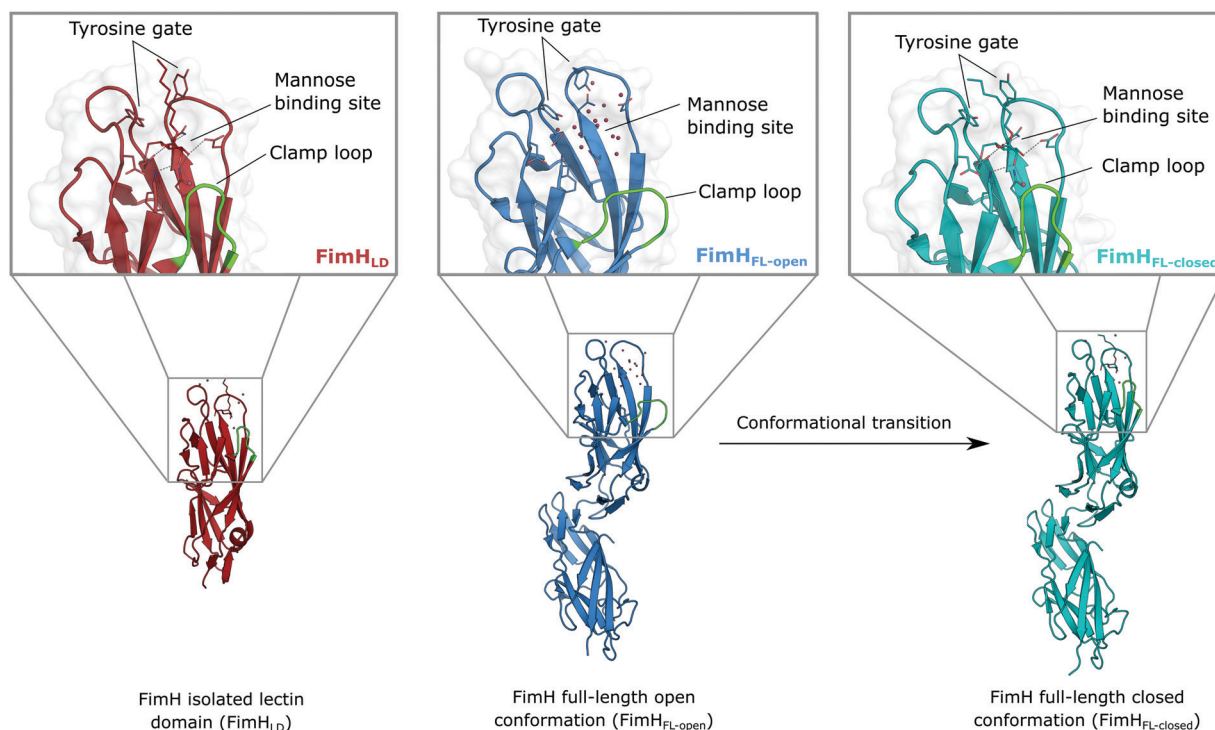 Tyrosine gate
Mannose
binding site
Clamp loop
FimHLD
Tyrosine gate
Mannose
binding site
Clamp loop
FimHFL-open
Tyrosine gate
Mannose
binding site
Clamp loop
FimHFL-closed
Conformational transition
FimH isolated lectin
domain (FimHLD)
FimH full-length open
conformation (FimHFL-open)
FimH full-length closed
conformation (FimHFL-closed)